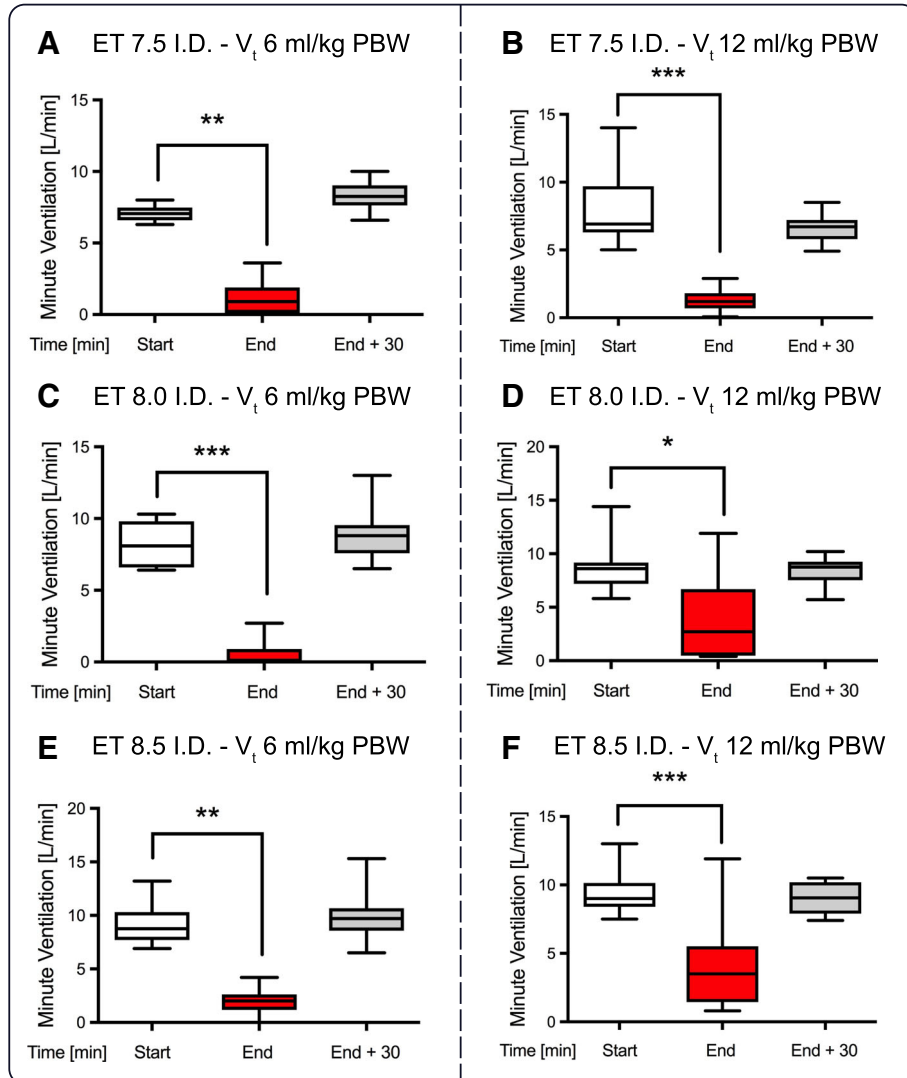 A ET 7.5 I.D. - Vt 6 ml/kg PBW
Minute Ventilation [L/min]
15
**
10
5
0
Time [min] Start End End + 30
B ET 7.5 I.D. - Vt 12 ml/kg PBW
Minute Ventilation [L/min]
***
15
10
5
0
Time [min] Start End End + 30
C ET 8.0 I.D. - Vt 6 ml/kg PBW
Minute Ventilation [L/min]
15
***
10
5
0
Time [min] Start End End + 30
D ET 8.0 I.D. - Vt 12 ml/kg PBW
Minute Ventilation [L/min]
20
*
15
10
5
0
Time [min] Start End End + 30
E ET 8.5 I.D. - Vt 6 ml/kg PBW
Minute Ventilation [L/min]
20
**
15
10
5
0
Time [min] Start End End + 30
F ET 8.5 I.D. - Vt 12 ml/kg PBW
Minute Ventilation [L/min]
***
15
10
5
0
Time [min] Start End End + 30